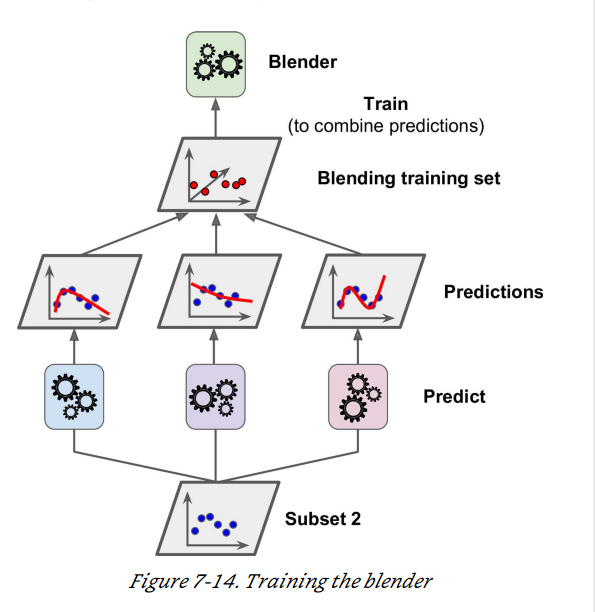 Blender
Train
(to combine predictions)
Blending training set
Predictions
Predict
Subset 2
Figure 7-14. Training the blender